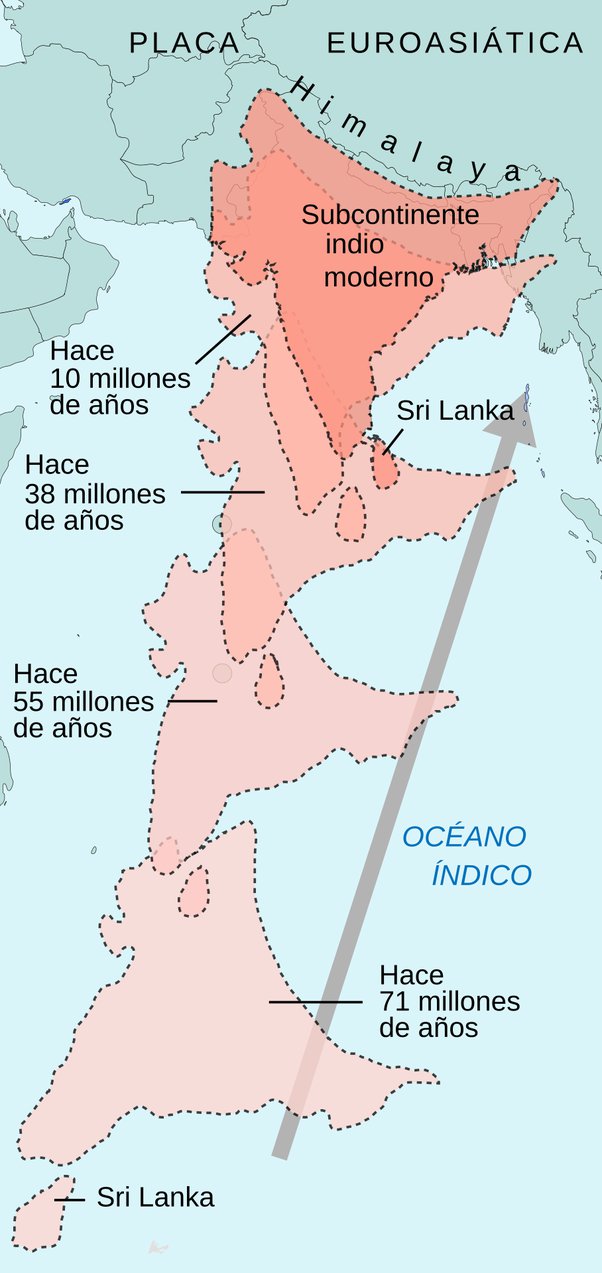 PLACA EUROASIÁTICA
Himalaya
Subcontinente
indio
moderno
Hace
10 millones
de años
Sri Lanka
Hace
38 millones
de años
Hace
55 millones
de años
OCÉANO
ÍNDICO
Hace
71 millones
de años
Sri Lanka